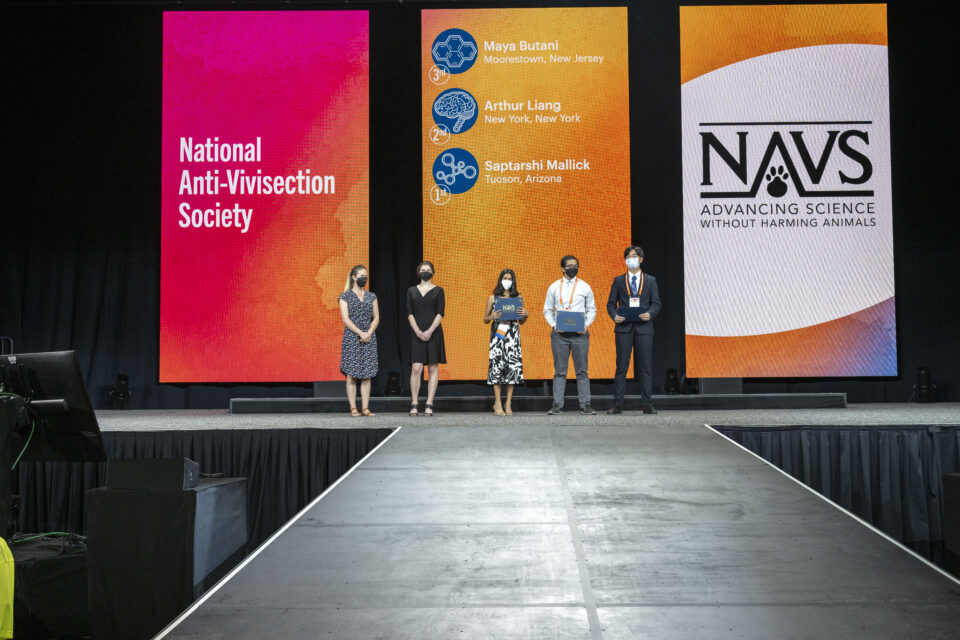 National
Anti-Vivisection
Society
3rd
Maya Butani
Moorestown, New Jersey
2nd
Arthur Liang
New York, New York
1st
Saptarshi Mallick
Tucson, Arizona
NAVS
ADVANCING SCIENCE
WITHOUT HARMING ANIMALS
NAVS